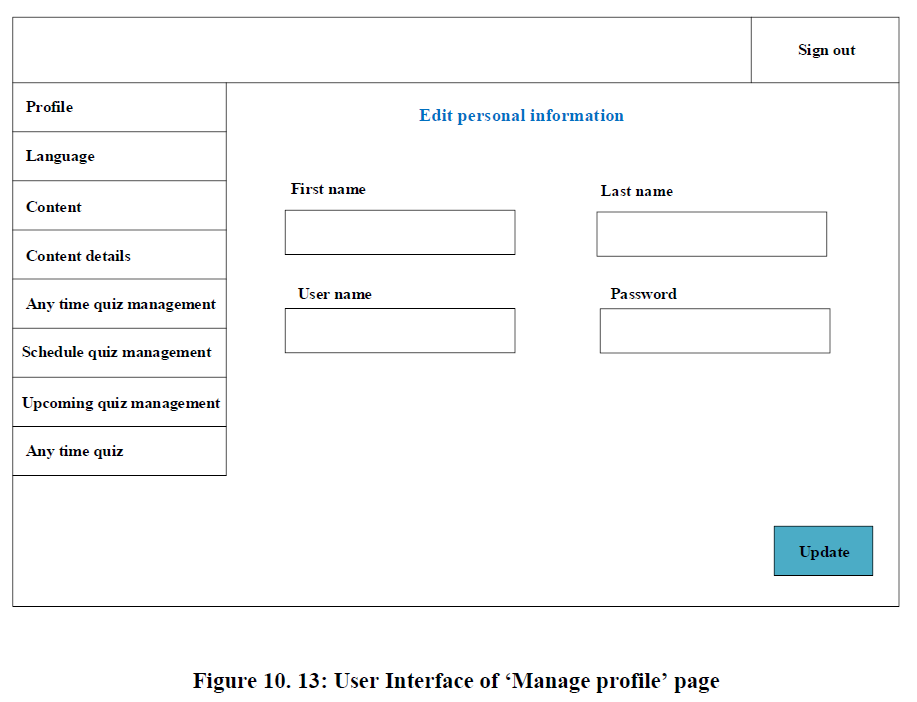 Sign out
Profile
Language
Content
Content details
Any time quiz management
Schedule quiz management
Upcoming quiz management
Any time quiz
Edit personal information
First name
Last name
User name
Password
Update
Figure 10. 13: User Interface of ‘Manage profile’ page